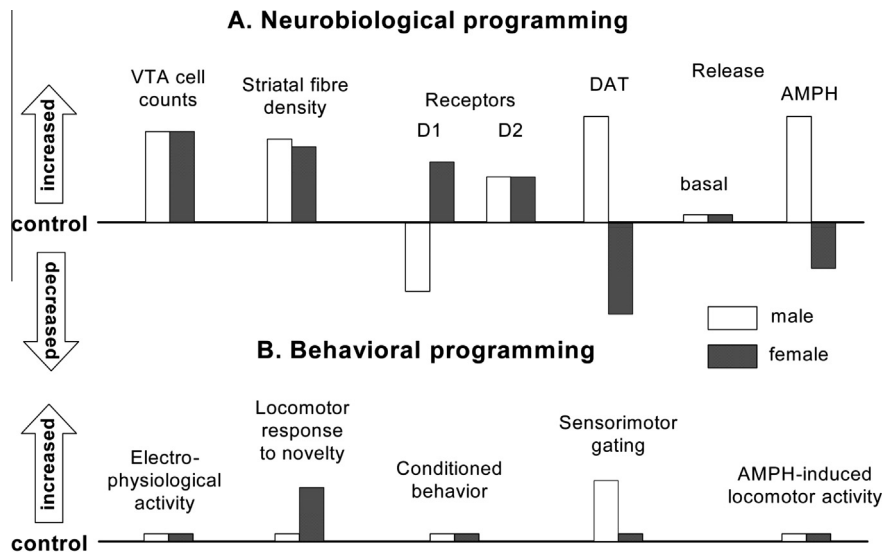 A. Neurobiological programming
VTA cell
counts
Striatal fibre
density
Receptors
D1
D2
DAT
Release
basal
AMPH
increased
control
decreased
male
female
B. Behavioral programming
increased
Electro-
physiological
activity
Locomotor
response
to novelty
Conditioned
behavior
Sensorimotor
gating
AMPH-induced
locomotor activity
control